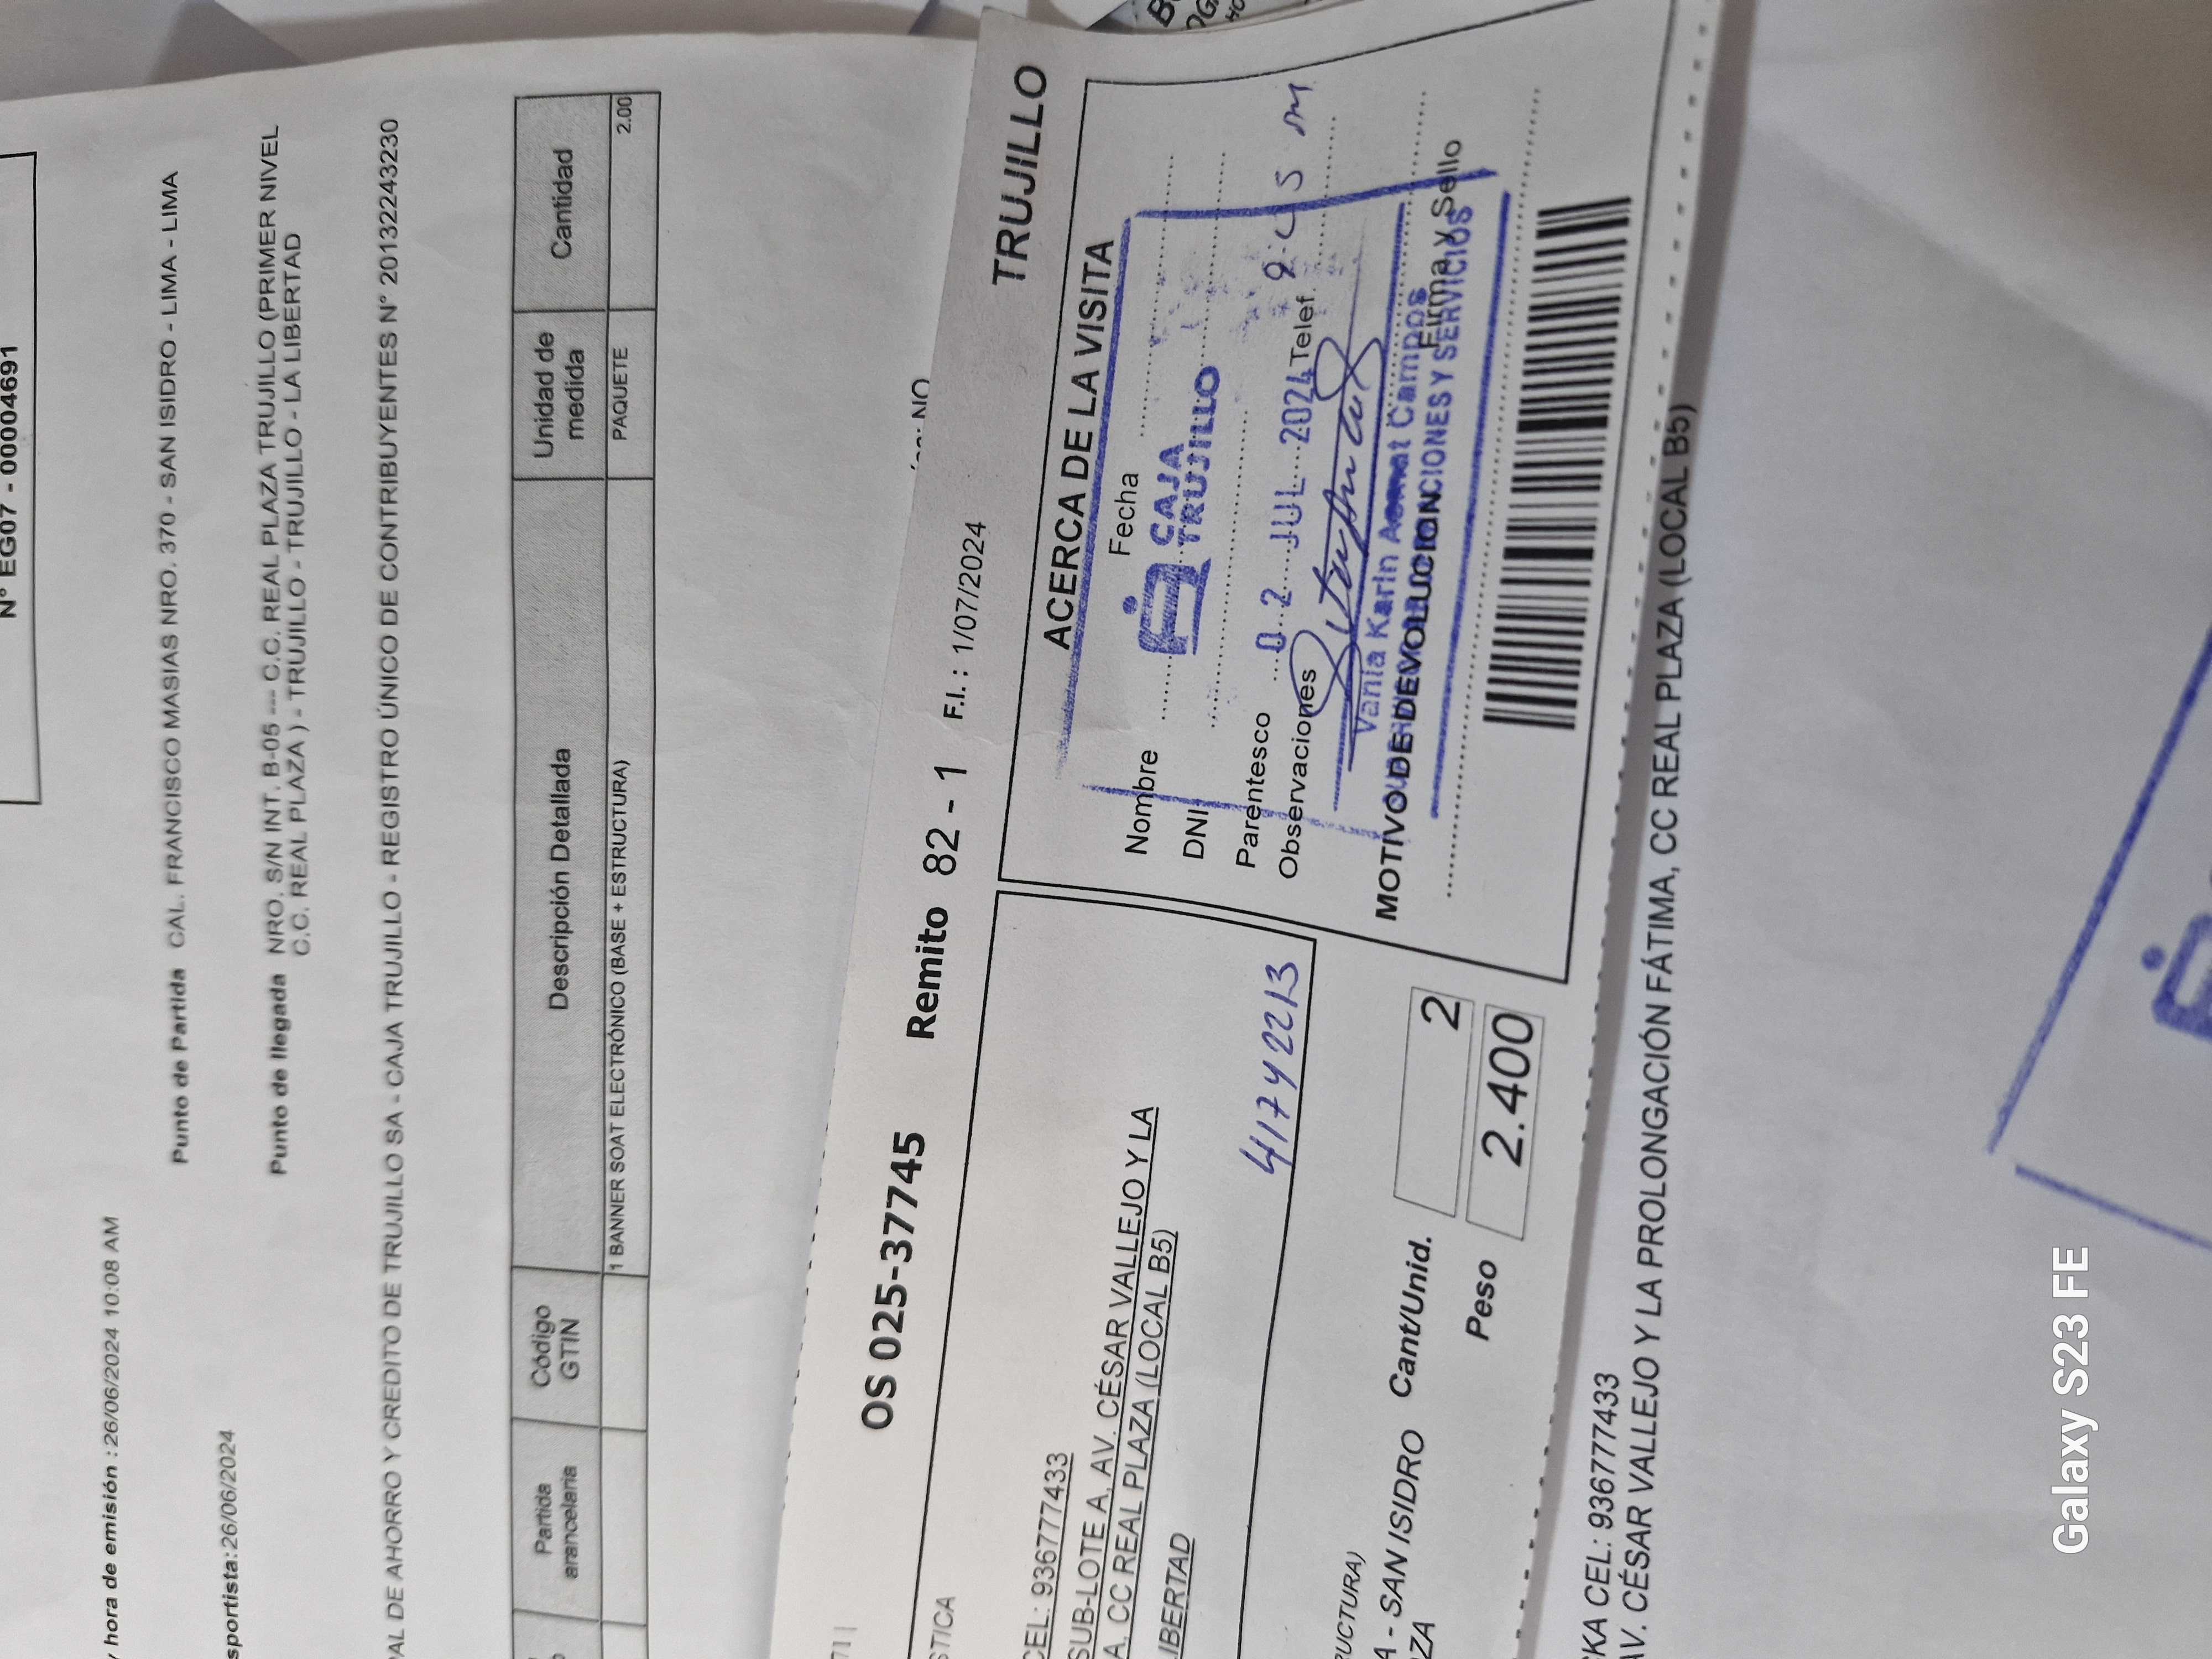 N° EG07 - 00004691
hora de emisión : 26/06/2024 10:08 AM
Punto de Partida CAL. FRANCISCO MASIAS NRO. 370 - SAN ISIDRO - LIMA - LIMA
sportista:26/06/2024
Punto de llegada NRO. S/N INT. B-05 --- C.C. REAL PLAZA TRUJILLO (PRIMER NIVEL
C.C. REAL PLAZA ) - TRUJILLO - TRUJILLO - LA LIBERTAD
DE AHORRO Y CREDITO DE TRUJILLO SA - CAJA TRUJILLO - REGISTRO ÚNICO DE CONTRIBUYENTES N° 20132243230
Partida arancelaria Código GTIN Descripción Detallada Unidad de medida Cantidad
1 BANNER SOAT ELECTRÓNICO (BASE + ESTRUCTURA) PAQUETE 2.00
NO
OS 025-37745 Remito 82 - 1 F.I. : 1/07/2024 TRUJILLO
STICA
CEL: 936777433
SUB-LOTE A, AV. CÉSAR VALLEJO Y LA
A, CC REAL PLAZA (LOCAL B5)
IBERTAD
41742213
RUCTURA)
A - SAN ISIDRO Cant/Unid. 2
ZA Peso 2.400
ACERCA DE LA VISITA
Nombre Fecha
CAJA
TRUJILLO
DNI
Parentesco
02 JUL 2024 Telef.
Observaciones
Vania Karin Campos
MOTIVO DE DEVOLUCION Firma y Sello
CIONES Y SERVICIOS
KA CEL: 936777433
AV. CÉSAR VALLEJO Y LA PROLONGACIÓN FÁTIMA, CC REAL PLAZA (LOCAL B5)
Galaxy S23 FE